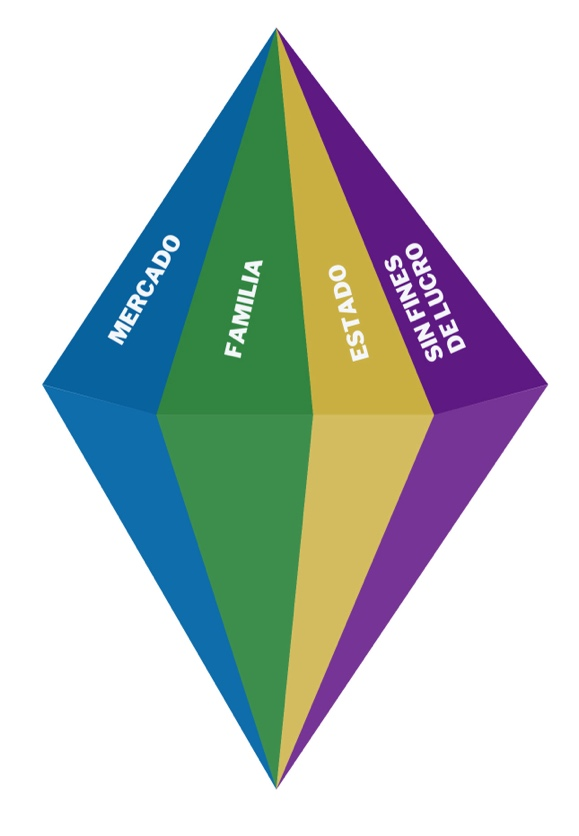 MERCADO
FAMILIA
ESTADO
SIN FINES
DE LUCRO